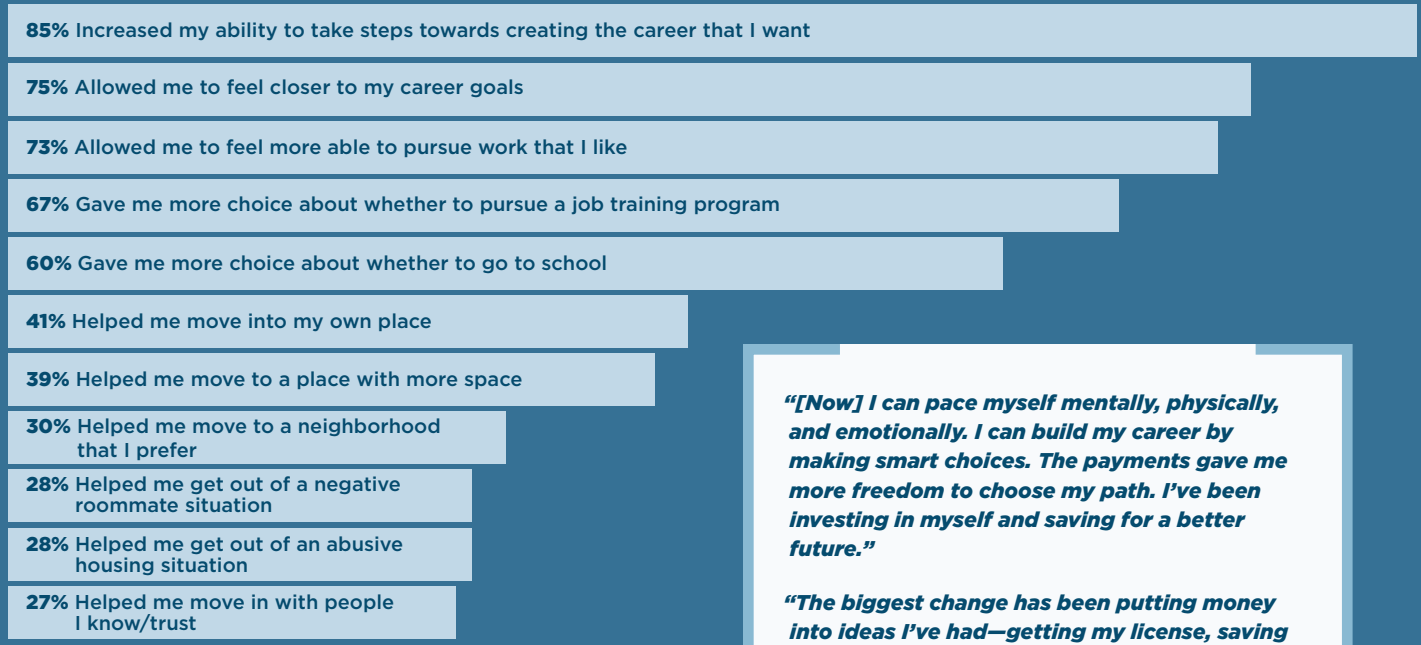 85% Increased my ability to take steps towards creating the career that I want
75% Allowed me to feel closer to my career goals
73% Allowed me to feel more able to pursue work that I like
67% Gave me more choice about whether to pursue a job training program
60% Gave me more choice about whether to go to school
41% Helped me move into my own place
39% Helped me move to a place with more space
30% Helped me move to a neighborhood
that I prefer
28% Helped me get out of a negative
roommate situation
28% Helped me get out of an abusive
housing situation
27% Helped me move in with people
I know/trust
“[Now] I can pace myself mentally, physically,
and emotionally. I can build my career by
making smart choices. The payments gave me
more freedom to choose my path. I’ve been
investing in myself and saving for a better
future.”
“The biggest change has been putting money
into ideas I’ve had—getting my license, saving